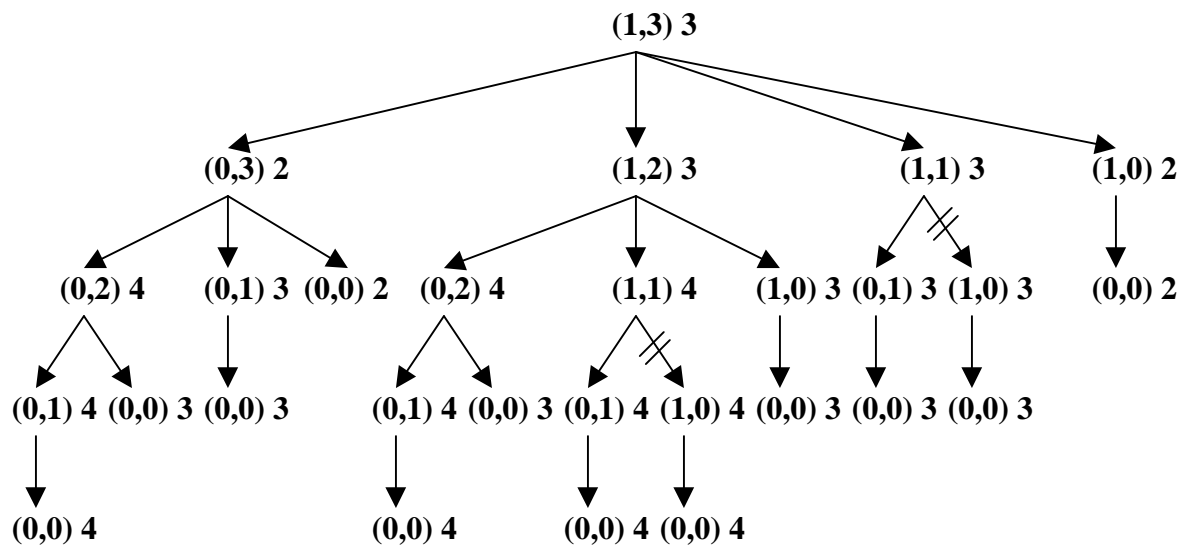 (1,3) 3
(0,3) 2 (1,2) 3 (1,1) 3 (1,0) 2
(0,2) 4 (0,1) 3 (0,0) 2 (0,2) 4 (1,1) 4 (1,0) 3 (0,1) 3 (1,0) 3 (0,0) 2
(0,1) 4 (0,0) 3 (0,0) 3 (0,1) 4 (0,0) 3 (0,1) 4 (1,0) 4 (0,0) 3 (0,0) 3 (0,0) 3
(0,0) 4 (0,0) 4 (0,0) 4 (0,0) 4